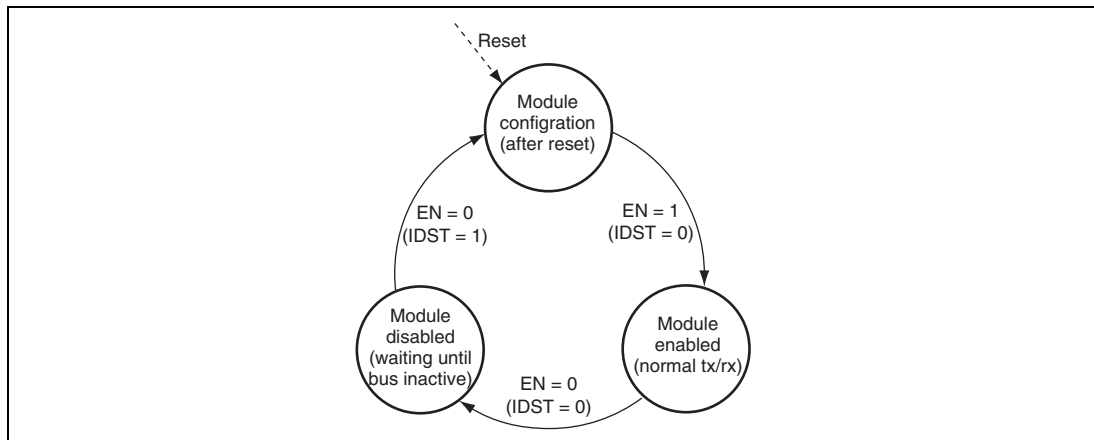 Reset
Module
configration
(after reset)
EN = 0
(IDST = 1)
EN = 1
(IDST = 0)
Module
disabled
(waiting until
bus inactive)
Module
enabled
(normal tx/rx)
EN = 0
(IDST = 0)